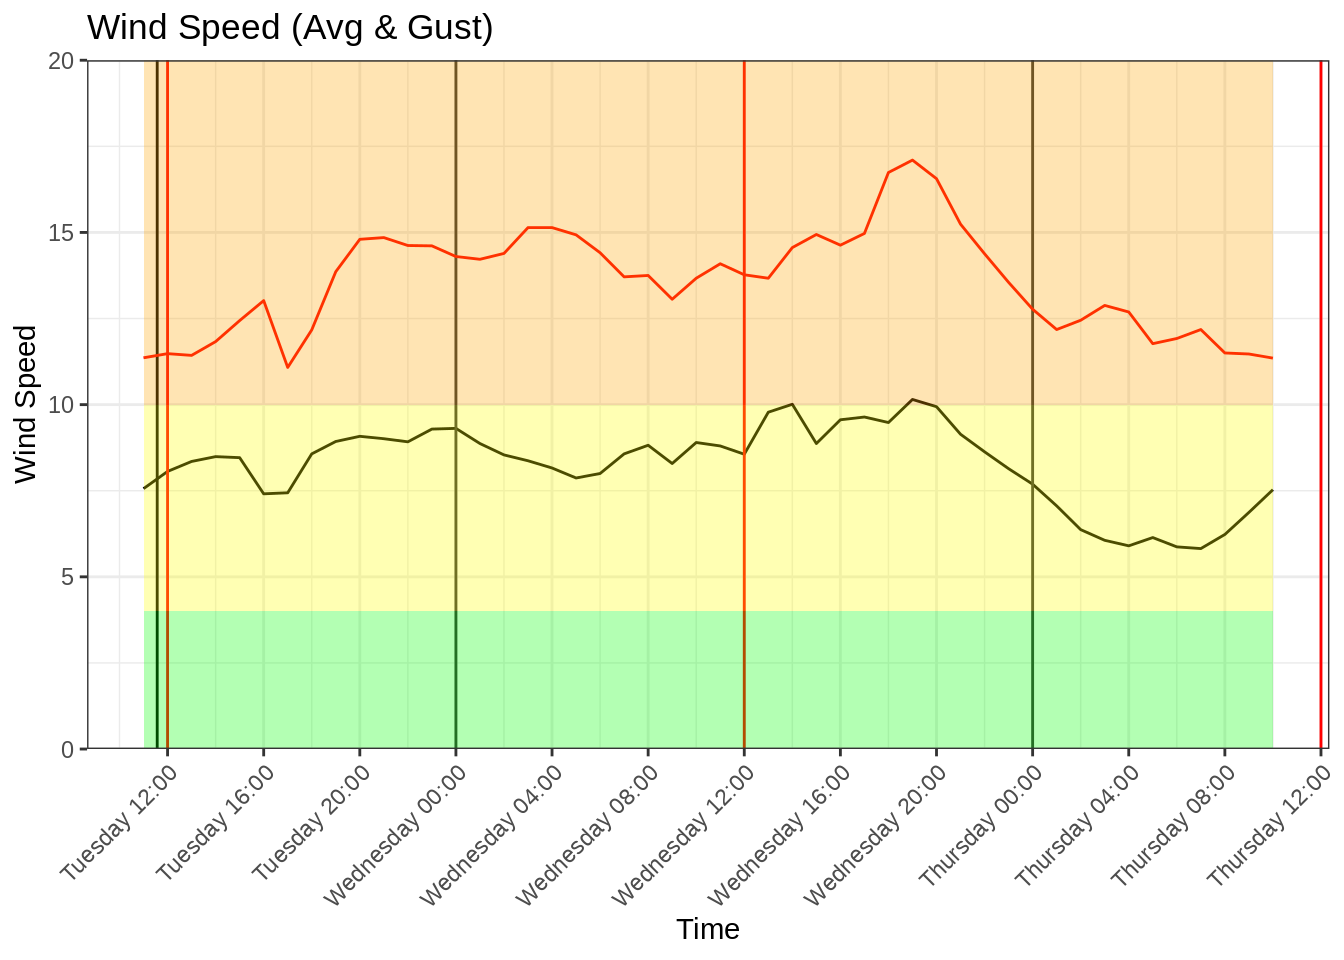 Wind Speed (Avg & Gust)
20
15
10
5
0
Wind Speed
Tuesday 12:00
Tuesday 16:00
Tuesday 20:00
Wednesday 00:00
Wednesday 04:00
Wednesday 08:00
Wednesday 12:00
Wednesday 16:00
Wednesday 20:00
Thursday 00:00
Thursday 04:00
Thursday 08:00
Thursday 12:00
Time